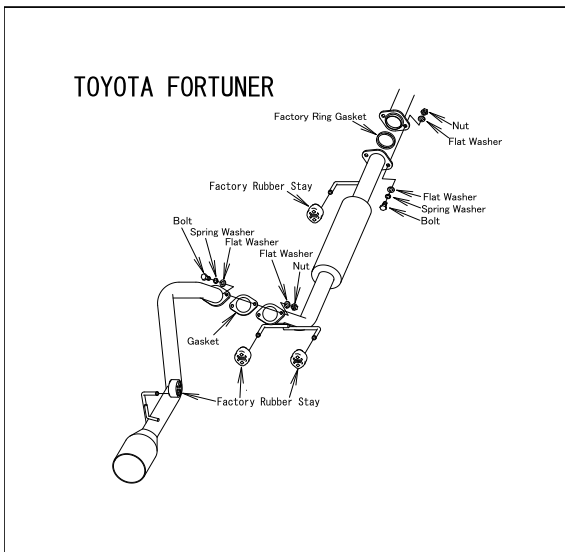 TOYOTA FORTUNER
Factory Ring Gasket
Nut
Flat Washer
Factory Rubber Stay
Flat Washer
Spring Washer
Bolt
Bolt
Spring Washer
Flat Washer
Flat Washer
Nut
Gasket
Factory Rubber Stay